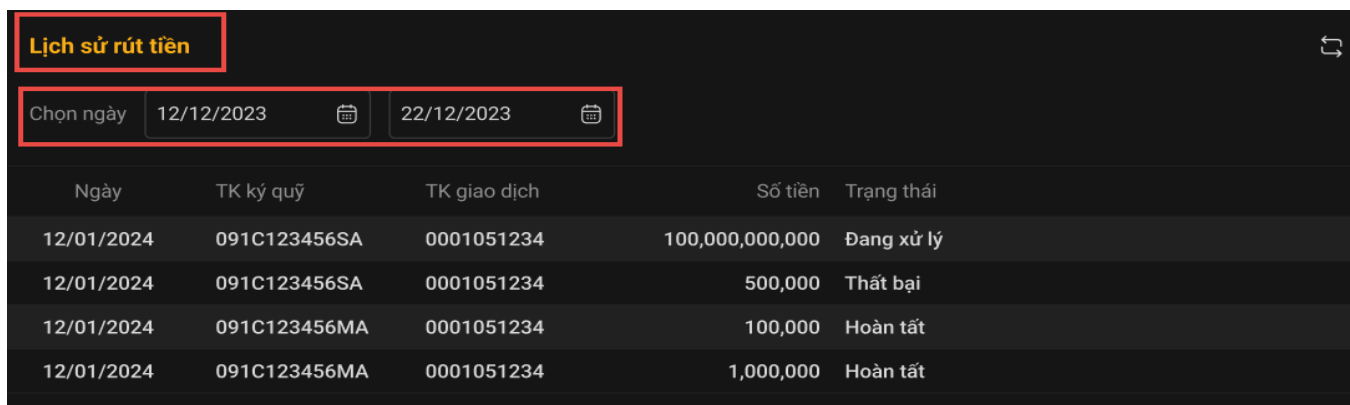 Lịch sử rút tiền
Chọn ngày 12/12/2023 22/12/2023
Ngày TK ký quỹ TK giao dịch Số tiền Trạng thái
12/01/2024 091C123456SA 0001051234 100,000,000,000 Đang xử lý
12/01/2024 091C123456SA 0001051234 500,000 Thất bại
12/01/2024 091C123456MA 0001051234 100,000 Hoàn tất
12/01/2024 091C123456MA 0001051234 1,000,000 Hoàn tất